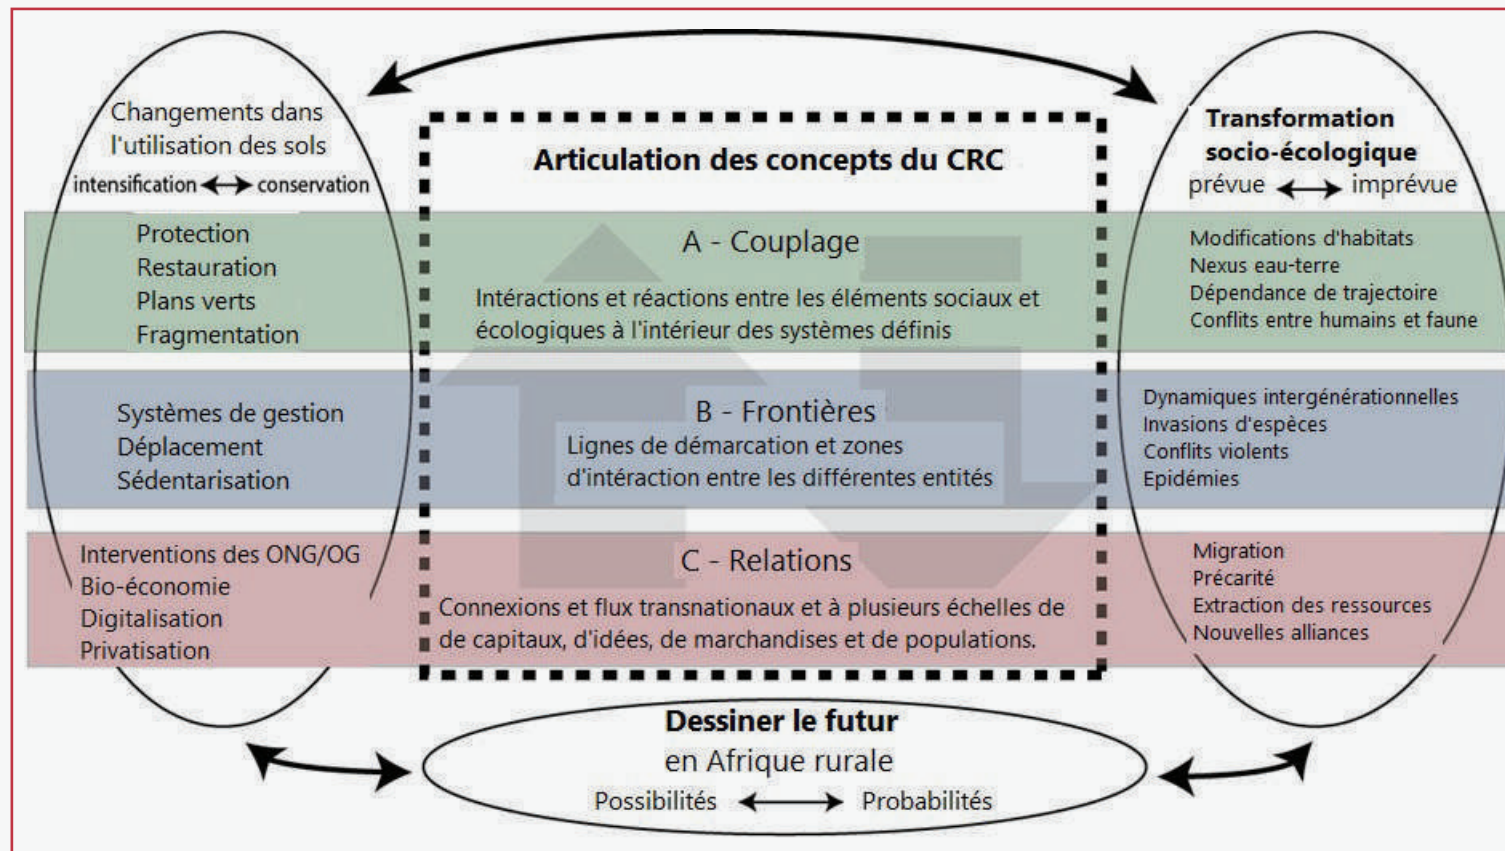 Changements dans
l'utilisation des sols
intensification conservation
Protection
Restauration
Plans verts
Fragmentation
Systèmes de gestion
Déplacement
Sédentarisation
Interventions des ONG/OG
Bio-économie
Digitalisation
Privatisation
Articulation des concepts du CRC
A - Couplage
Intéractions et réactions entre les éléments sociaux et
écologiques à l'intérieur des systèmes définis
B - Frontières
Lignes de démarcation et zones
d'intéraction entre les différentes entités
C - Relations
Connexions et flux transnationaux et à plusieurs échelles de
de capitaux, d'idées, de marchandises et de populations.
Transformation
socio-écologique
prévue imprévue
Modifications d'habitats
Nexus eau-terre
Dépendance de trajectoire
Conflits entre humains et faune
Dynamiques intergénérationnelles
Invasions d'espèces
Conflits violents
Epidémies
Migration
Précarité
Extraction des ressources
Nouvelles alliances
Dessiner le futur
en Afrique rurale
Possibilités Probabilités